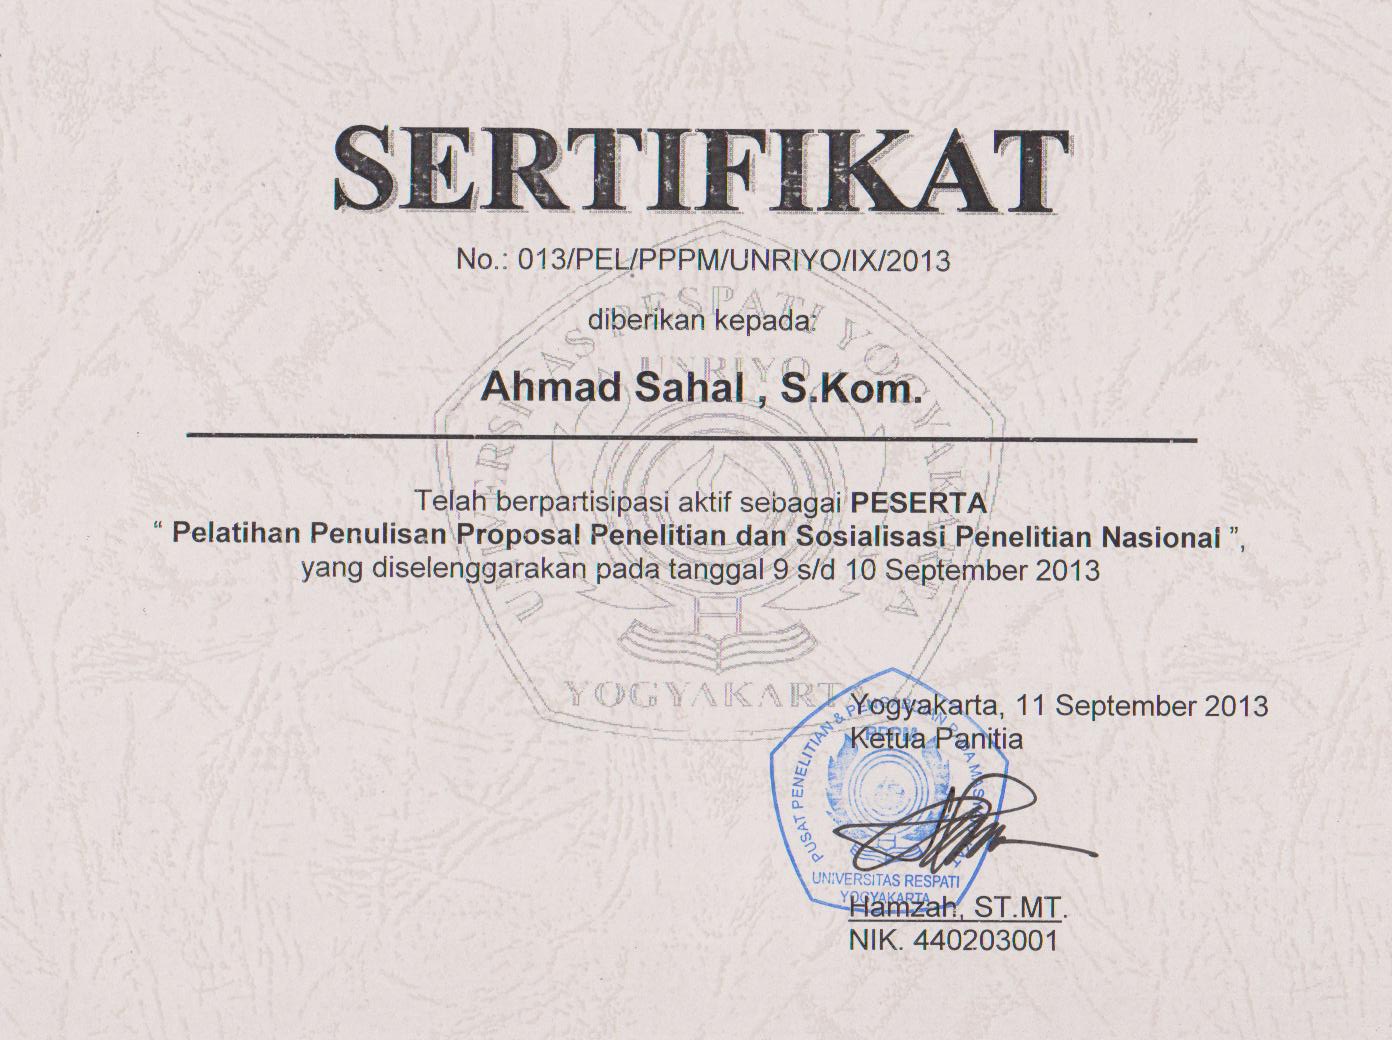 SERTIFIKAT
No.: 013/PEL/PPPM/UNRIYO/IX/2013
diberikan kepada:
Ahmad Sahal , S.Kom.
Telah berpartisipasi aktif sebagai PESERTA
“ Pelatihan Penulisan Proposal Penelitian dan Sosialisasi Penelitian Nasional ”,
yang diselenggarakan pada tanggal 9 s/d 10 September 2013
UNIVERSITAS RESPATI YOGYAKARTA
UNRIYO
YOGYAKARTA
Yogyakarta, 11 September 2013
Ketua Panitia
PUSAT PENELITIAN & PENGABDIAN PADA MASYARAKAT
PPPM
UNIVERSITAS RESPATI
YOGYAKARTA
Hamzah, ST.MT.
NIK. 440203001